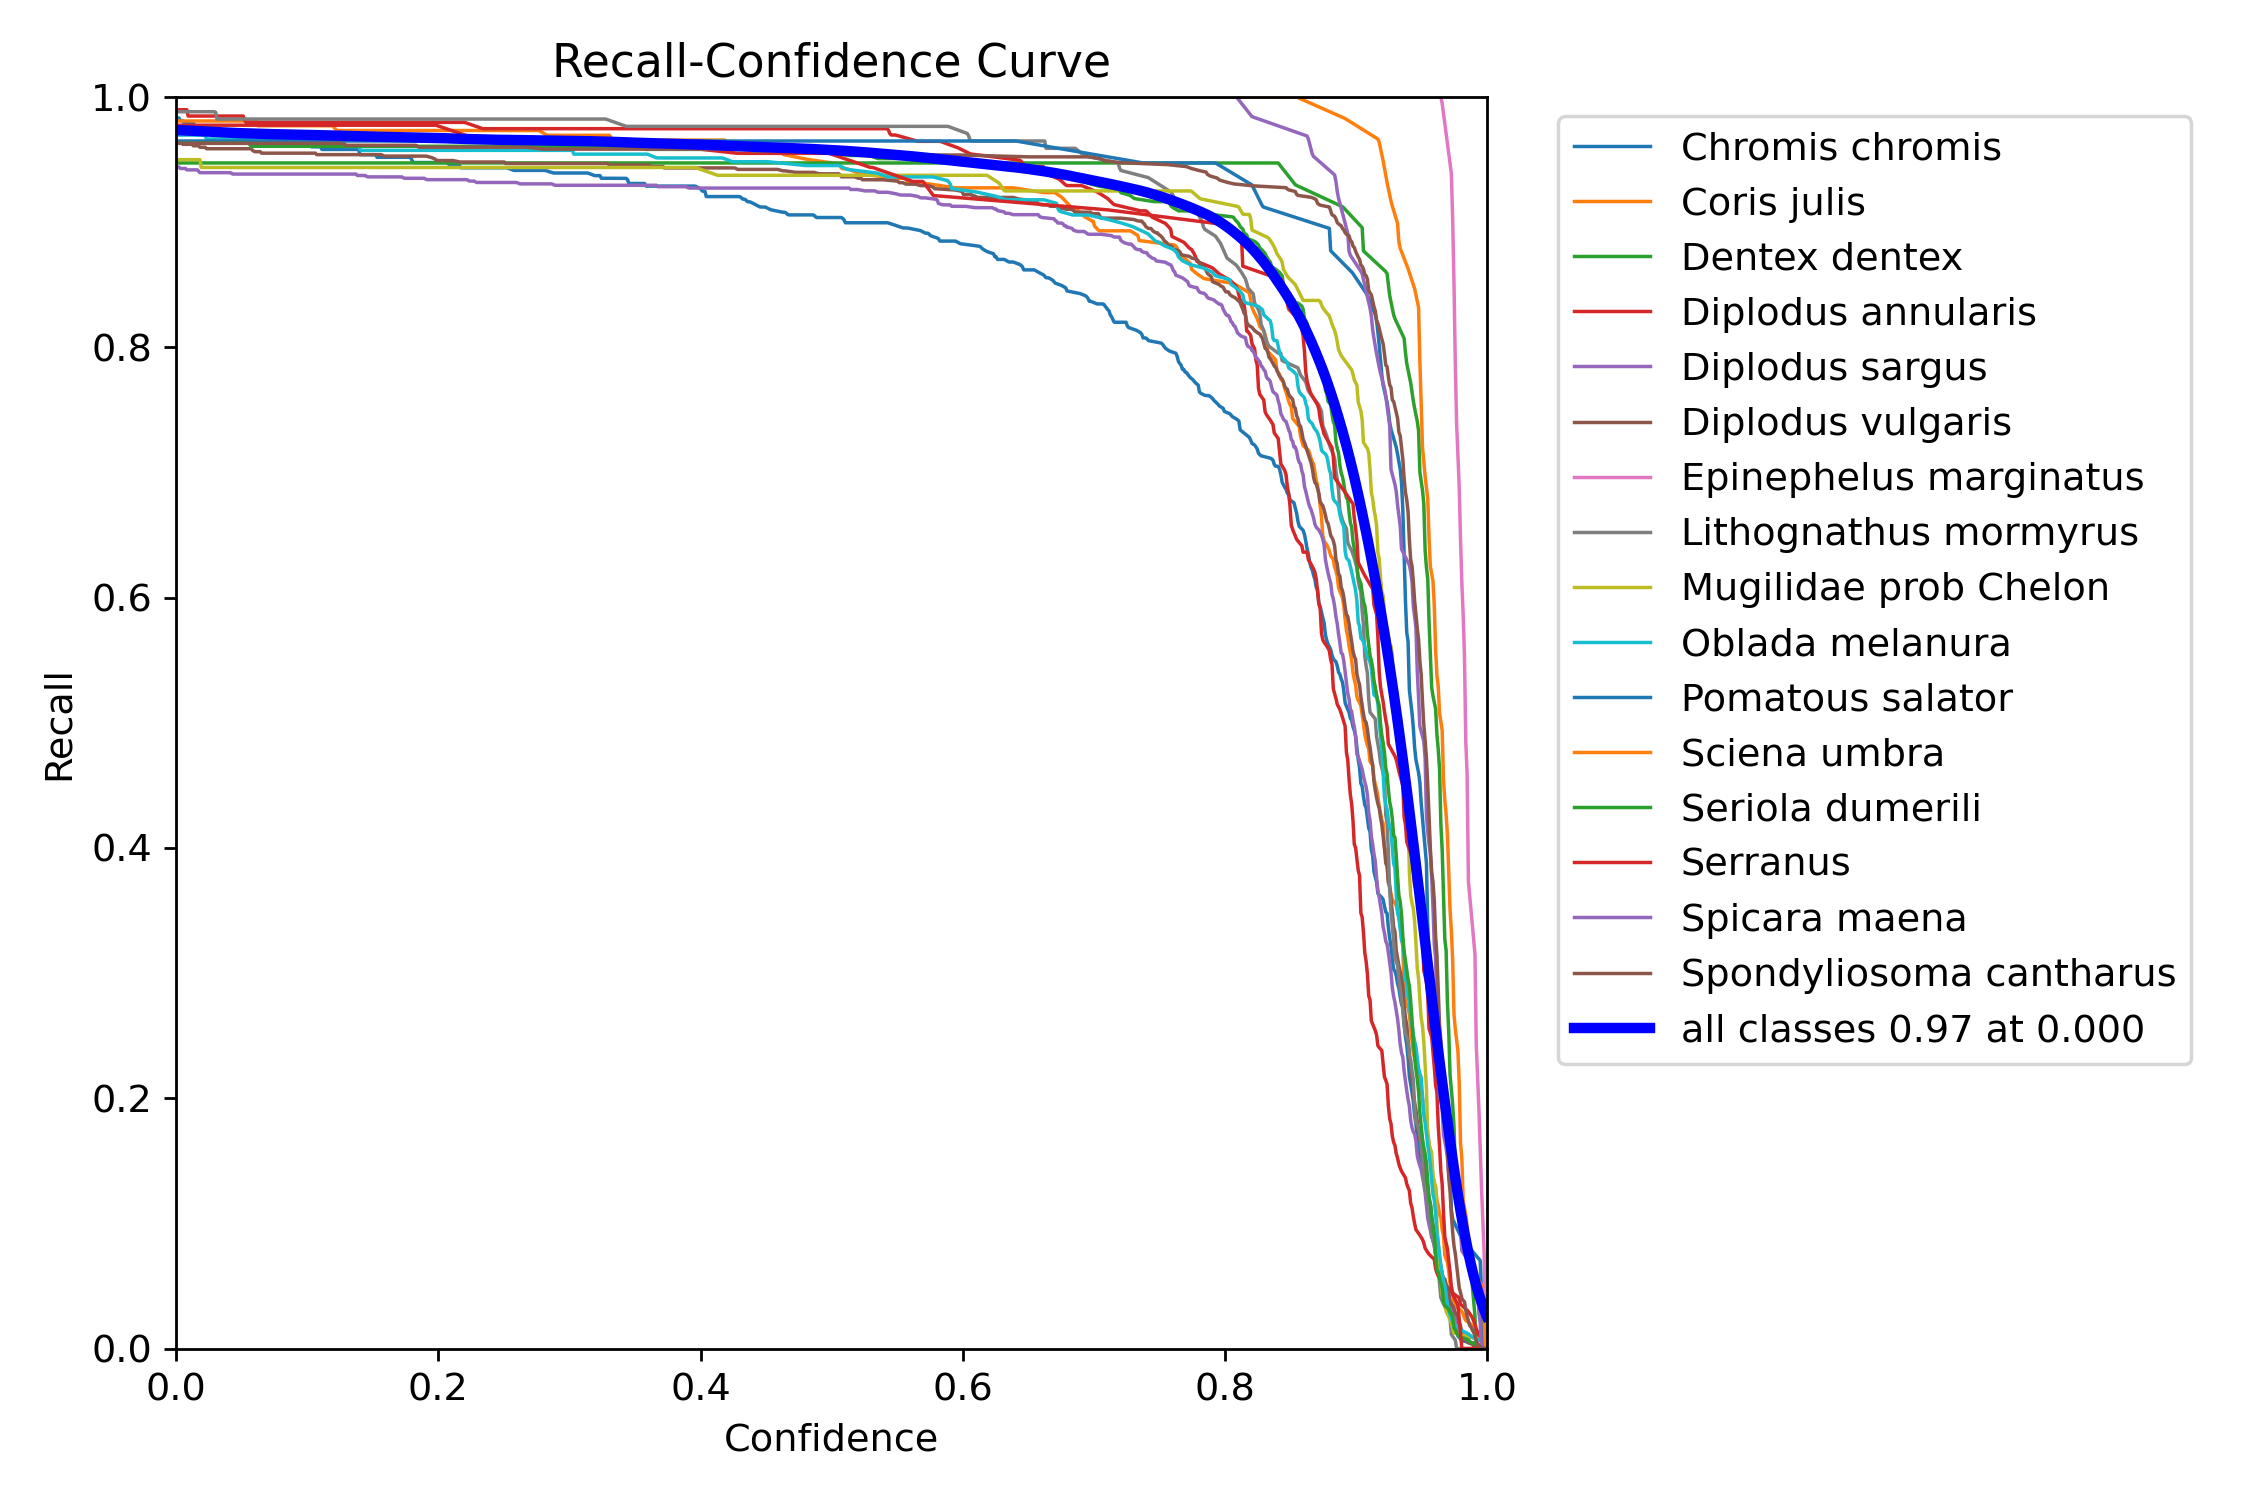 Recall-Confidence Curve
1.0
0.8
0.6
0.4
0.2
0.0
Recall
0.0 0.2 0.4 0.6 0.8 1.0
Confidence
Chromis chromis
Coris julis
Dentex dentex
Diplodus annularis
Diplodus sargus
Diplodus vulgaris
Epinephelus marginatus
Lithognathus mormyrus
Mugilidae prob Chelon
Oblada melanura
Pomatous salator
Sciena umbra
Seriola dumerili
Serranus
Spicara maena
Spondyliosoma cantharus
all classes 0.97 at 0.000